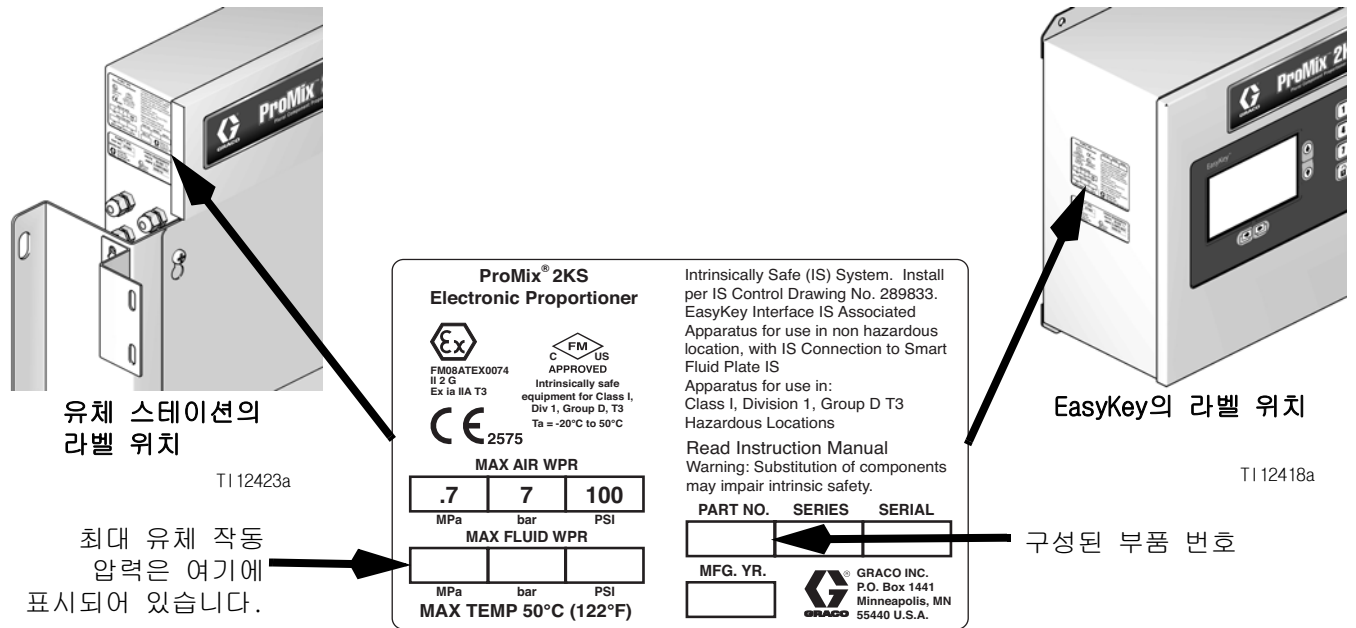 ProMix
GRACO
유체 스테이션의
라벨 위치
TI12423a
최대 유체 작동
압력은 여기에
표시되어 있습니다.
ProMix® 2KS
Electronic Proportioner
Ex
FM08ATEX0074
II 2 G
Ex ia IIA T3
CE 2575
C FM US
APPROVED
Intrinsically safe
equipment for Class I,
Div 1, Group D, T3
Ta = -20°C to 50°C
MAX AIR WPR
.7 7 100
MPa bar PSI
MAX FLUID WPR
MPa bar PSI
MAX TEMP 50°C (122°F)
Intrinsically Safe (IS) System. Install
per IS Control Drawing No. 289833.
EasyKey Interface IS Associated
Apparatus for use in non hazardous
location, with IS Connection to Smart
Fluid Plate IS
Apparatus for use in:
Class I, Division 1, Group D T3
Hazardous Locations
Read Instruction Manual
Warning: Substitution of components
may impair intrinsic safety.
PART NO. SERIES SERIAL
MFG. YR.
GRACO
GRACO INC.
P.O. Box 1441
Minneapolis, MN
55440 U.S.A.
구성된 부품 번호
GRACO
ProMix 2K
EasyKey
EasyKey의 라벨 위치
TI12418a